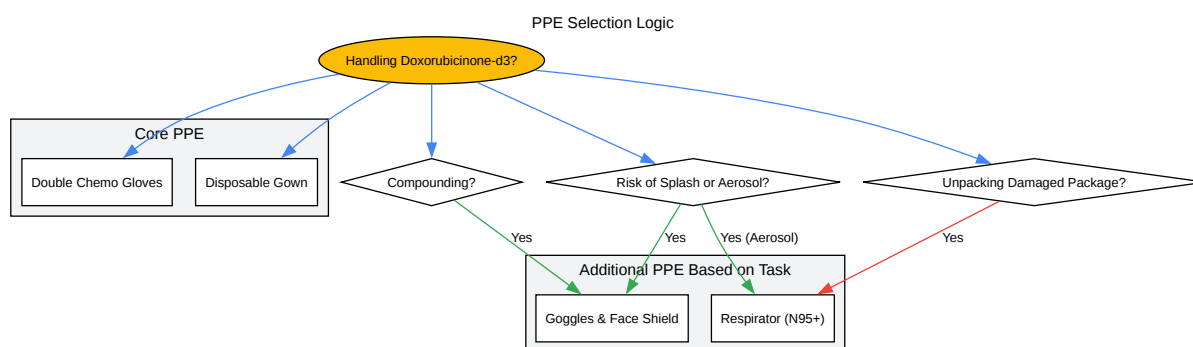 PPE Selection Logic
Handling Doxorubicinone-d3?
Core PPE
Double Chemo Gloves
Disposable Gown
Compounding?
Risk of Splash or Aerosol?
Unpacking Damaged Package?
Yes
Yes
Yes (Aerosol)
Yes
Additional PPE Based on Task
Goggles & Face Shield
Respirator (N95+)